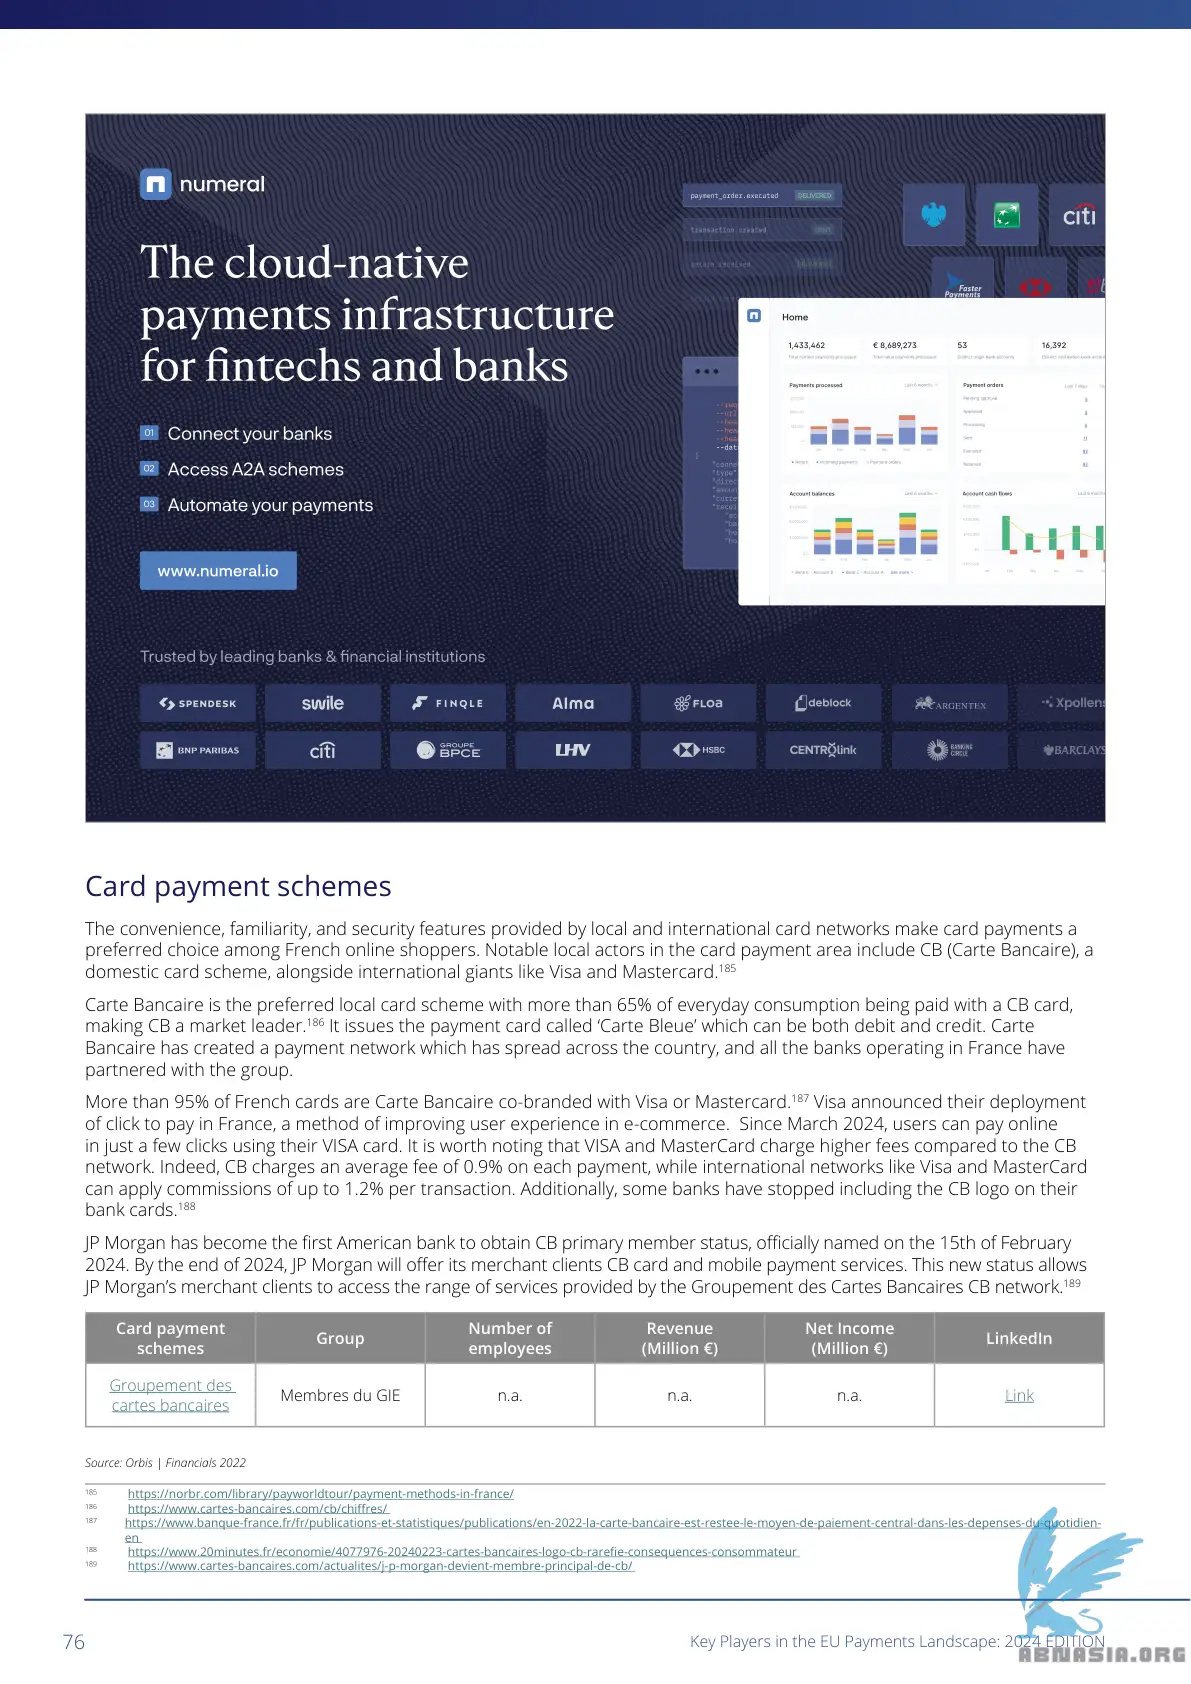 numeral
The cloud-native
payments infrastructure
for fintechs and banks
01 Connect your banks
02 Access A2A schemes
03 Automate your payments
www.numeral.io
payment_order.executed DELIVERED
transaction.created SENT
return.received
citi
Faster
Payments
Home
1,433,462
€ 8,689,273
53
16,392
Payments processed
Last 6 months
Payment orders
Last 7 days
Account balances
Last 6 months
Account cash flows
Last 6 months
Trusted by leading banks & financial institutions
SPENDESK
swile
FINQLE
Alma
FLOA
deblock
ARGENTEX
Xpollens
BNP PARIBAS
citi
GROUPE
BPCE
LHV
HSBC
CENTROlink
BANKING
CIRCLE
BARCLAYS
Card payment schemes
The convenience, familiarity, and security features provided by local and international card networks make card payments a
preferred choice among French online shoppers. Notable local actors in the card payment area include CB (Carte Bancaire), a
domestic card scheme, alongside international giants like Visa and Mastercard.185
Carte Bancaire is the preferred local card scheme with more than 65% of everyday consumption being paid with a CB card,
making CB a market leader.186 It issues the payment card called ‘Carte Bleue’ which can be both debit and credit. Carte
Bancaire has created a payment network which has spread across the country, and all the banks operating in France have
partnered with the group.
More than 95% of French cards are Carte Bancaire co-branded with Visa or Mastercard.187 Visa announced their deployment
of click to pay in France, a method of improving user experience in e-commerce.  Since March 2024, users can pay online
in just a few clicks using their VISA card. It is worth noting that VISA and MasterCard charge higher fees compared to the CB
network. Indeed, CB charges an average fee of 0.9% on each payment, while international networks like Visa and MasterCard
can apply commissions of up to 1.2% per transaction. Additionally, some banks have stopped including the CB logo on their
bank cards.188
JP Morgan has become the first American bank to obtain CB primary member status, officially named on the 15th of February
2024. By the end of 2024, JP Morgan will offer its merchant clients CB card and mobile payment services. This new status allows
JP Morgan’s merchant clients to access the range of services provided by the Groupement des Cartes Bancaires CB network.189
Card payment
schemes
Group
Number of
employees
Revenue
(Million €)
Net Income
(Million €)
LinkedIn
Groupement des
cartes bancaires
Membres du GIE
n.a.
n.a.
n.a.
Link
Source: Orbis | Financials 2022
185 https://norbr.com/library/payworldtour/payment-methods-in-france/
186 https://www.cartes-bancaires.com/cb/chiffres/
187 https://www.banque-france.fr/fr/publications-et-statistiques/publications/en-2022-la-carte-bancaire-est-restee-le-moyen-de-paiement-central-dans-les-depenses-du-quotidien-
en
188 https://www.20minutes.fr/economie/4077976-20240223-cartes-bancaires-logo-cb-rarefie-consequences-consommateur
189 https://www.cartes-bancaires.com/actualites/j-p-morgan-devient-membre-principal-de-cb/
76
Key Players in the EU Payments Landscape: 2024 EDITION
ABNASIA.ORG